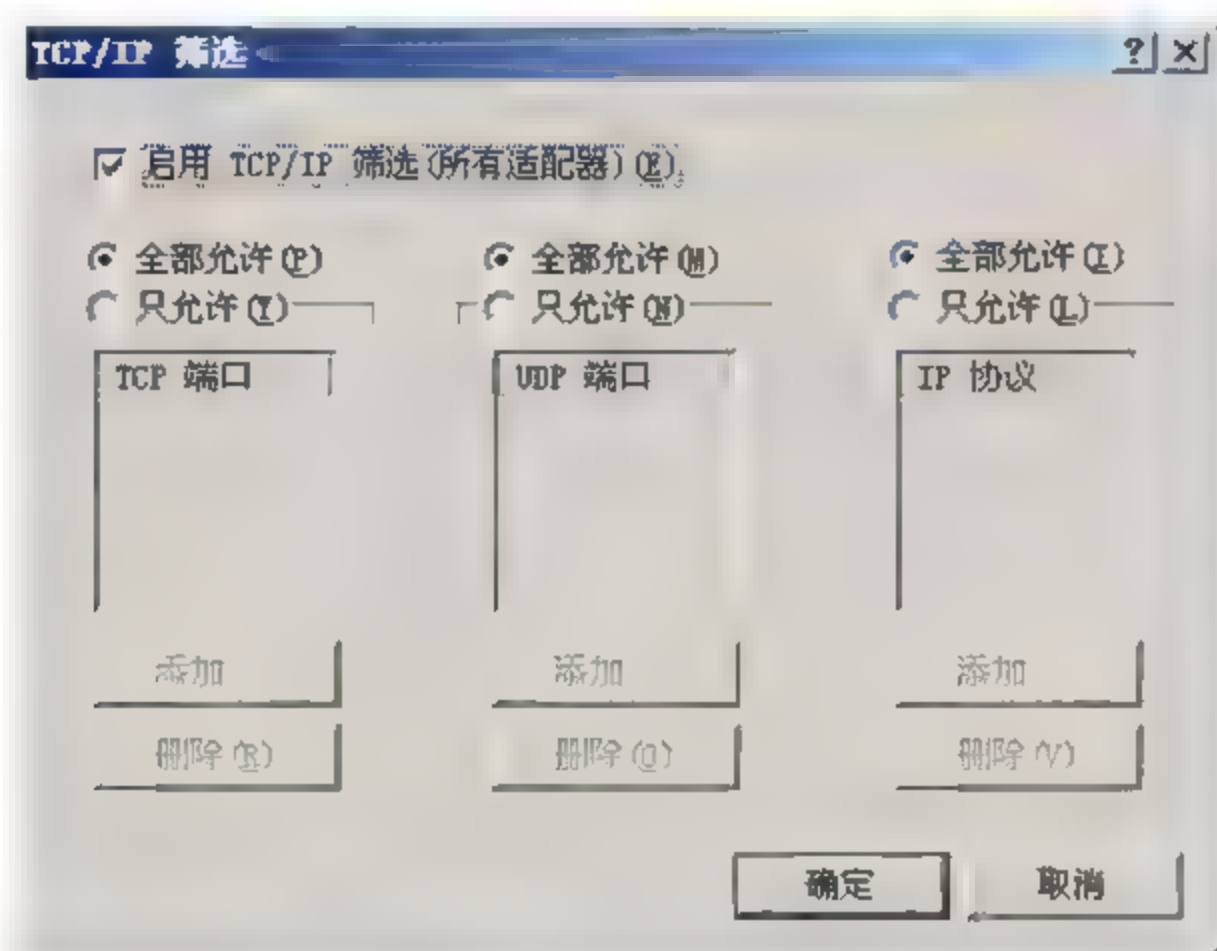 TCP/IP 筛选
启用 TCP/IP 筛选(所有适配器)(E)
全部允许(P) 全部允许(M) 全部允许(I)
只允许(Y) 只允许(N) 只允许(L)
TCP 端口 UDP 端口 IP 协议
添加 添加 添加
删除(R) 删除(O) 删除(V)
确定 取消